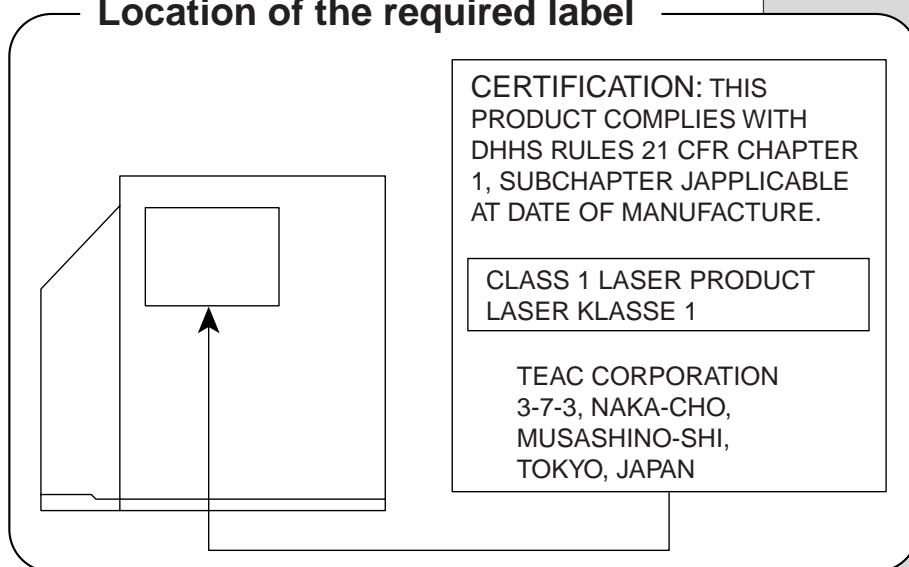 Location of the required label
CERTIFICATION: THIS
PRODUCT COMPLIES WITH
DHHS RULES 21 CFR CHAPTER
1, SUBCHAPTER JAPPLICABLE
AT DATE OF MANUFACTURE.
CLASS 1 LASER PRODUCT
LASER KLASSE 1
TEAC CORPORATION
3-7-3, NAKA-CHO,
MUSASHINO-SHI,
TOKYO, JAPAN